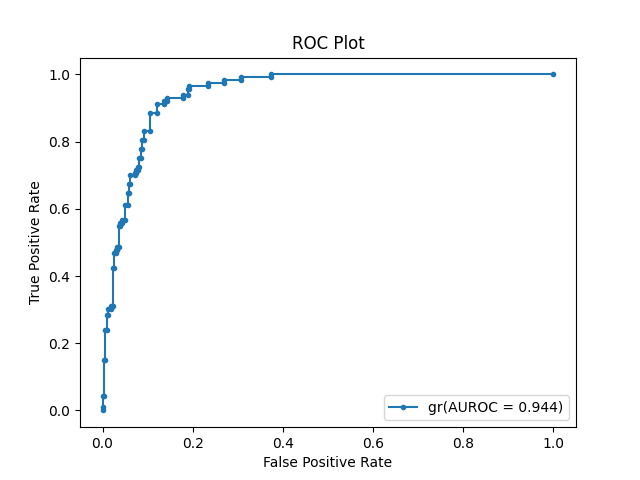 ROC Plot
True Positive Rate
1.0
0.8
0.6
0.4
0.2
0.0
0.0 0.2 0.4 0.6 0.8 1.0
False Positive Rate
gr(AUROC = 0.944)